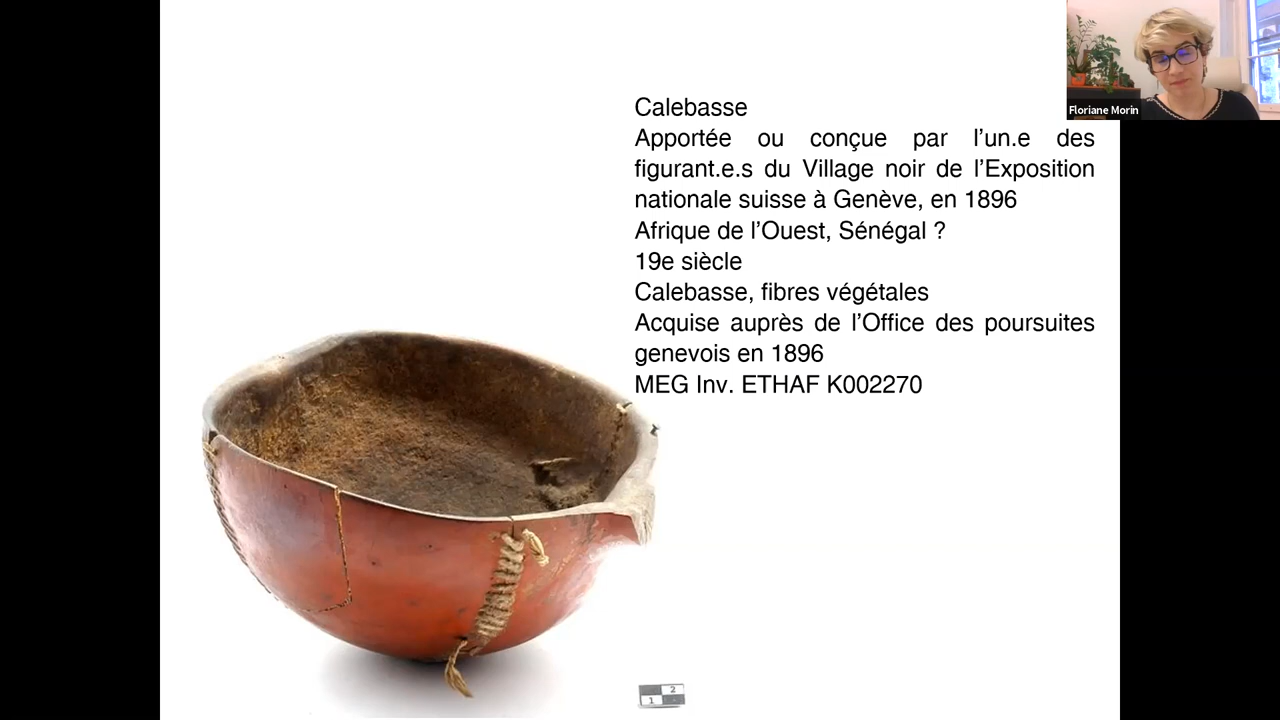 Floriane Morin
Calebasse
Apportée ou conçue par l’un.e des
figurant.e.s du Village noir de l’Exposition
nationale suisse à Genève, en 1896
Afrique de l’Ouest, Sénégal ?
19e siècle
Calebasse, fibres végétales
Acquise auprès de l’Office des poursuites
genevois en 1896
MEG Inv. ETHAF K002270
2
1